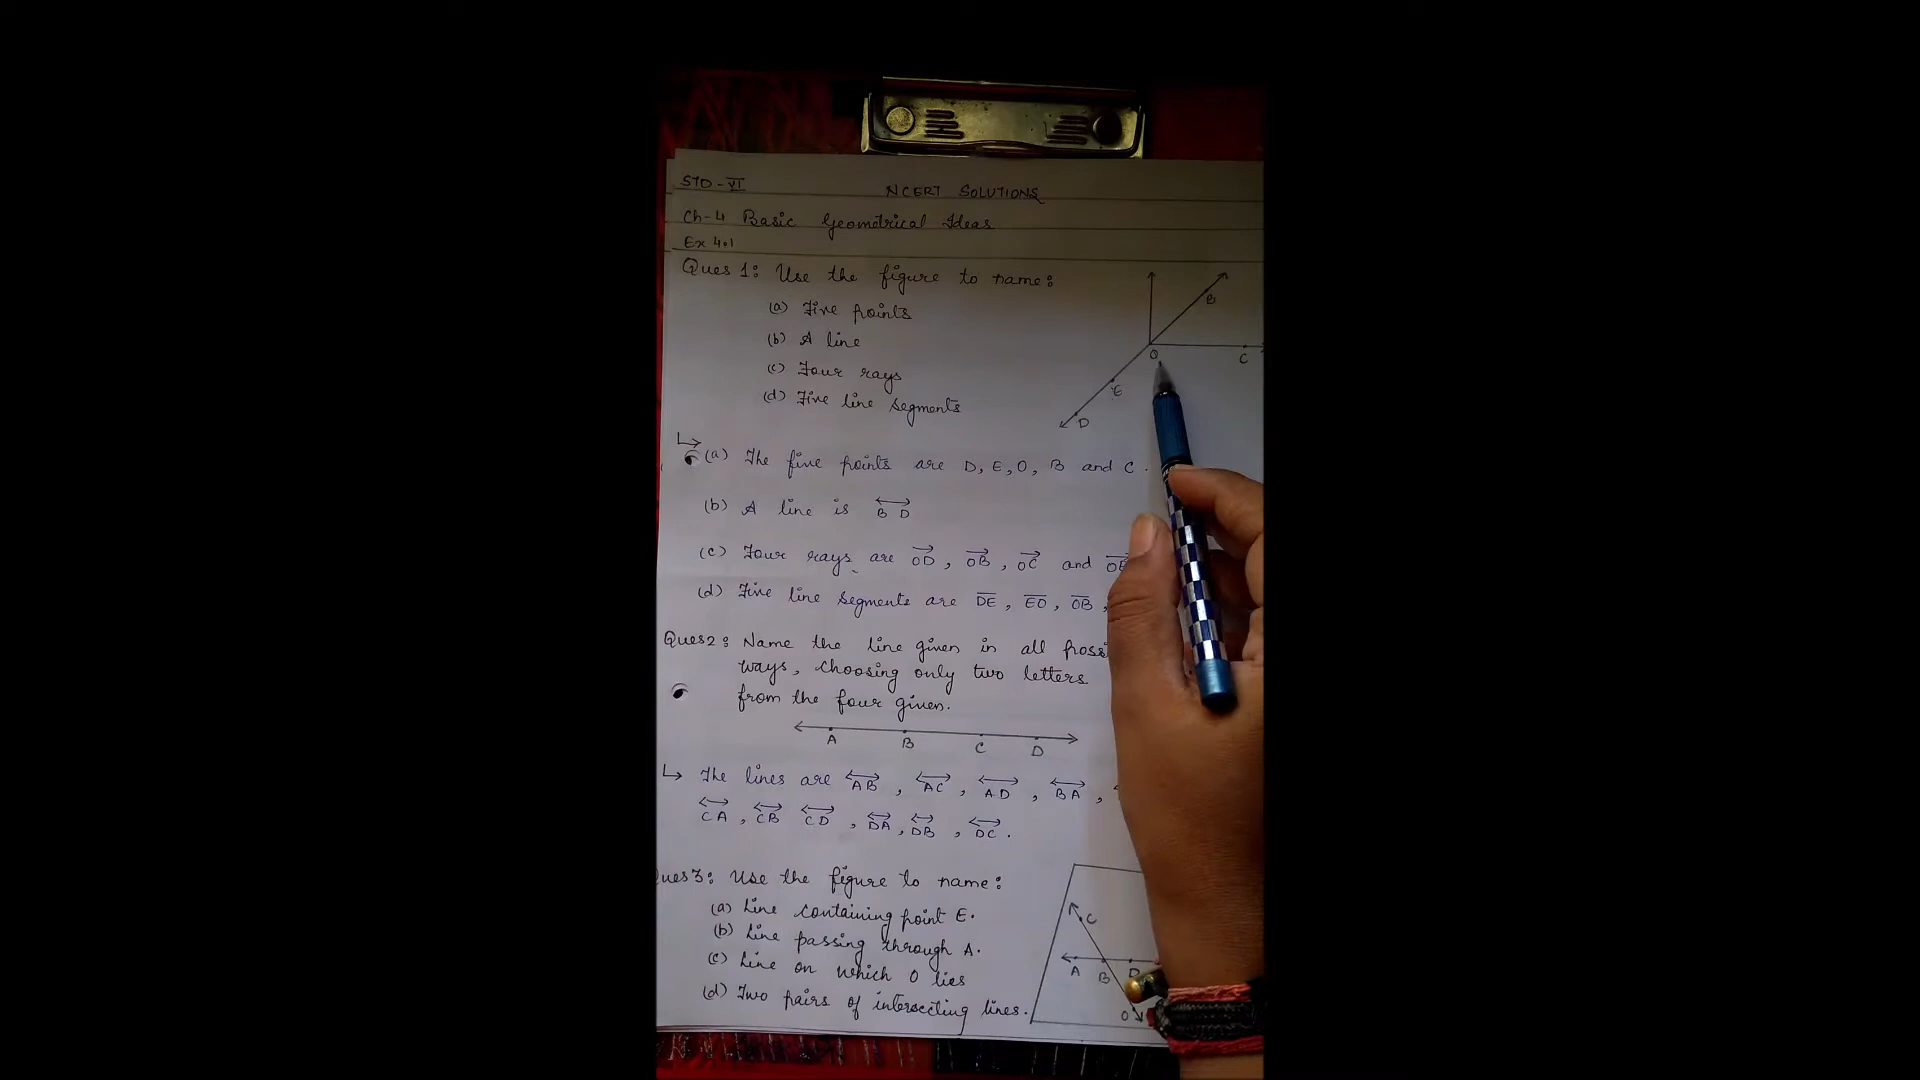 STD - VI
NCERT SOLUTIONS
Ch-4 Basic Geometrical Ideas
Ex 4.1
Ques 1: Use the figure to name:
(a) Five points
(b) A line
(c) Four rays
(d) Five line segments
B
O
C
E
D
(a) The five points are D, E, O, B and C.
(b) A line is BD
(c) Four rays are OD, OB, OC and OE
(d) Five line segments are DE, EO, OB,
Ques 2: Name the line given in all
ways, choosing only two letters
from the four given.
A B C D
The lines are AB, AC, AD, BA,
CA, CB CD, DA, DB, DC.
Ques 3: Use the figure to name:
(a) Line containing point E.
(b) Line passing through A.
(c) Line on which O lies
(d) Two pairs of intersecting lines.
C
A B D
O